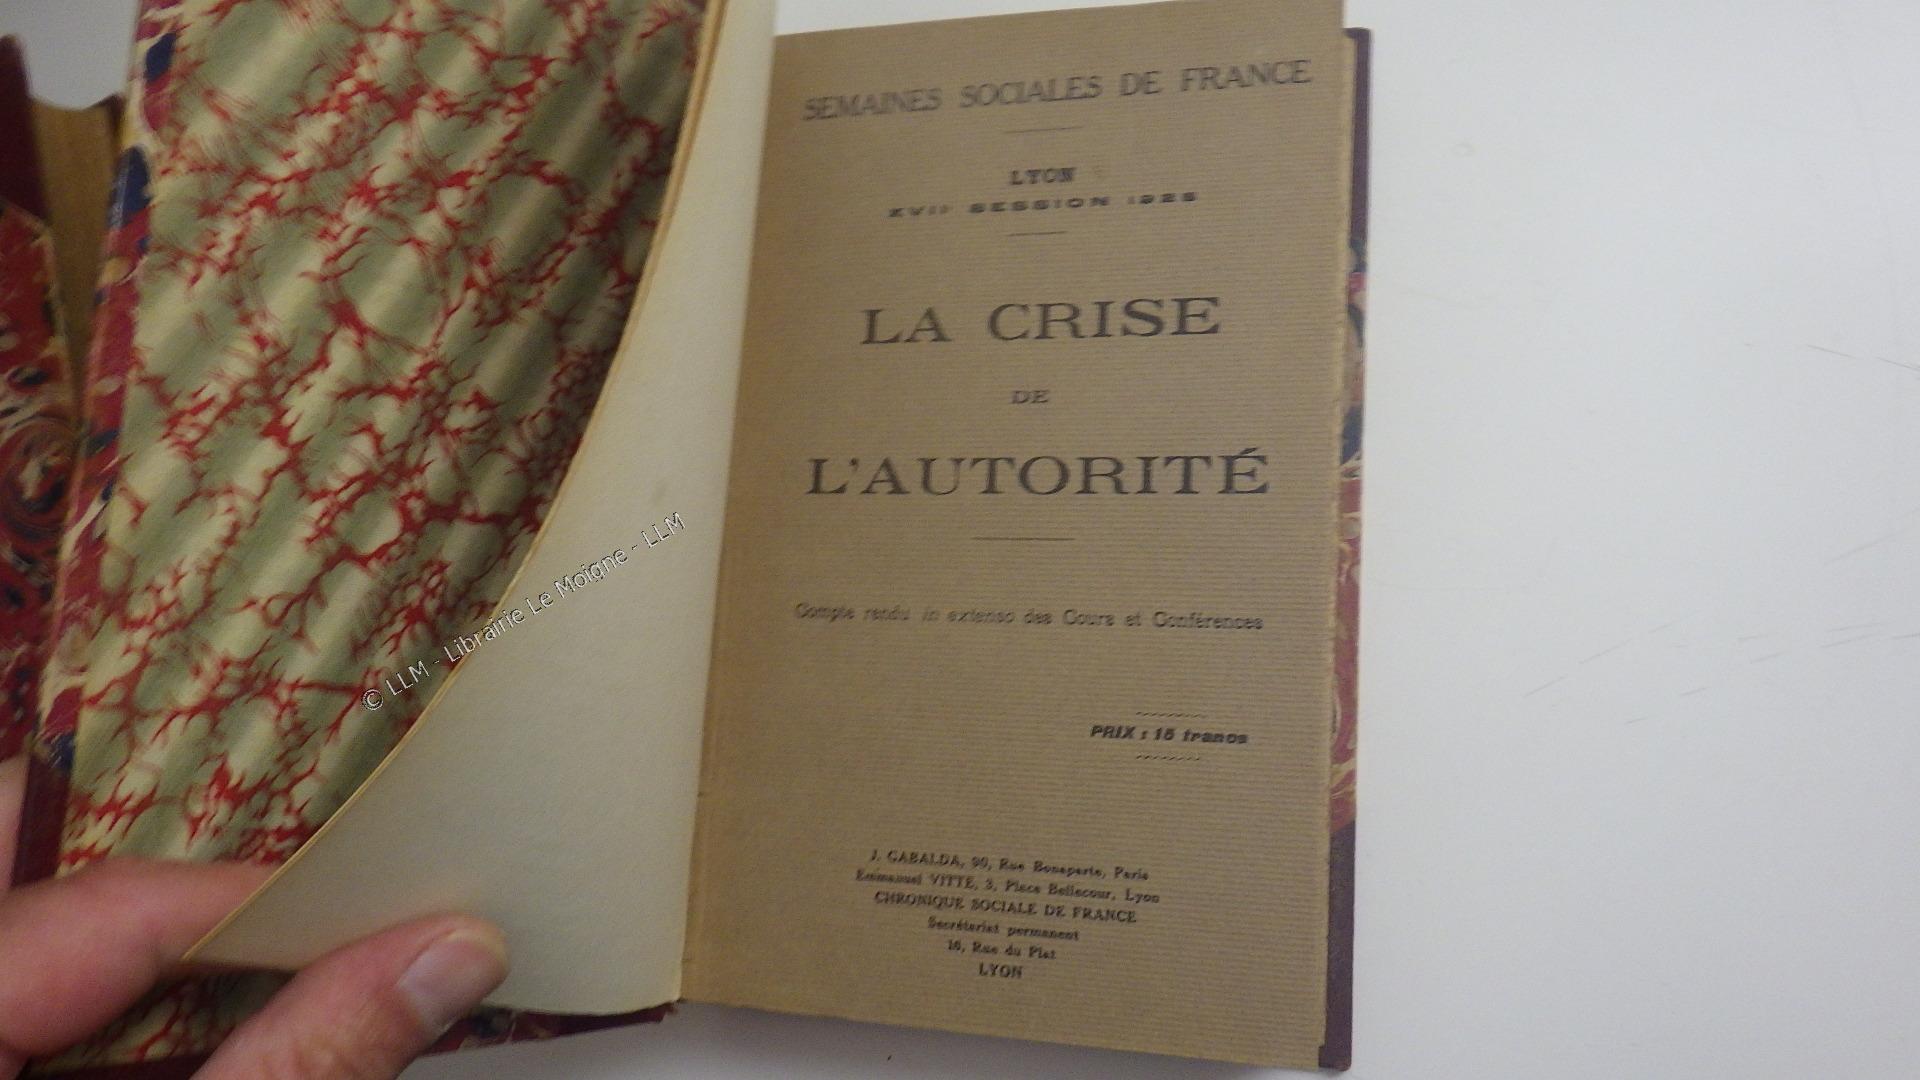 SEMAINES SOCIALES DE FRANCE
LYON
XVIIᵉ SESSION 1925
LA CRISE
DE
L'AUTORITÉ
Compte rendu in extenso des Cours et Conférences
PRIX : 15 francs
J. GABALDA, 90, Rue Bonaparte, Paris
Emmanuel VITTE, 3, Place Bellecour, Lyon
CHRONIQUE SOCIALE DE FRANCE
Secrétariat permanent
16, Rue du Plat
LYON
© LLM - Librairie Le Moigne - LLM